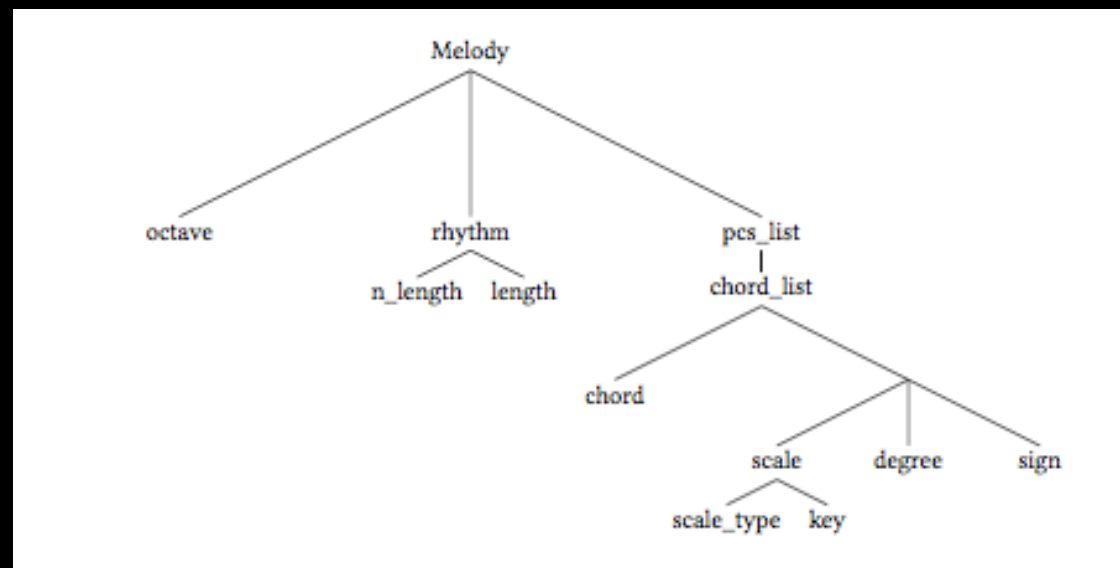 Melody
octave rhythm pcs_list
n_length length chord_list
chord
scale degree sign
scale_type key